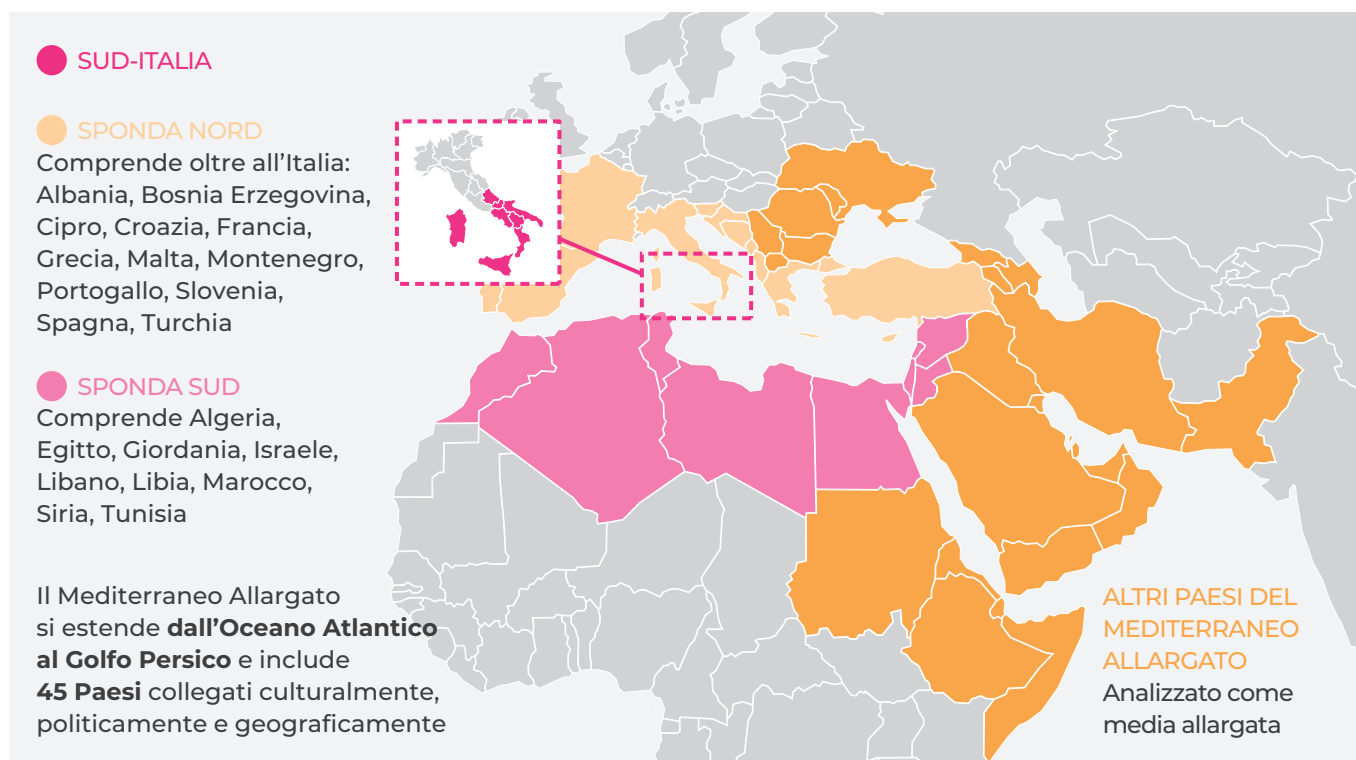 SUD-ITALIA
SPONDA NORD
Comprende oltre all’Italia:
Albania, Bosnia Erzegovina,
Cipro, Croazia, Francia,
Grecia, Malta, Montenegro,
Portogallo, Slovenia,
Spagna, Turchia
SPONDA SUD
Comprende Algeria,
Egitto, Giordania, Israele,
Libano, Libia, Marocco,
Siria, Tunisia
Il Mediterraneo Allargato
si estende dall’Oceano Atlantico
al Golfo Persico e include
45 Paesi collegati culturalmente,
politicamente e geograficamente
ALTRI PAESI DEL
MEDITERRANEO
ALLARGATO
Analizzato come
media allargata